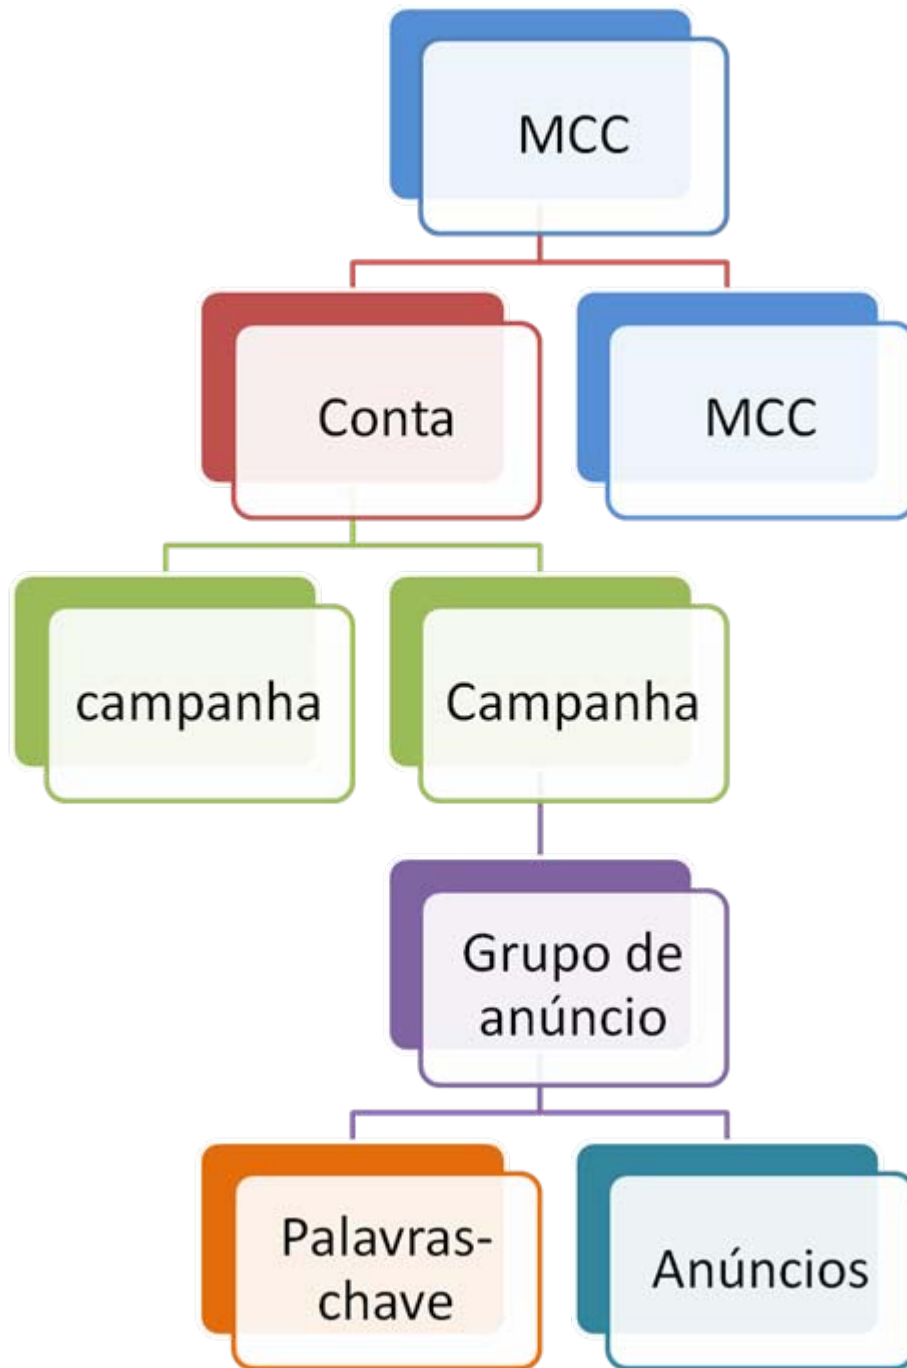 MCC
Conta
MCC
campanha
Campanha
Grupo de
anúncio
Palavras-
chave
Anúncios